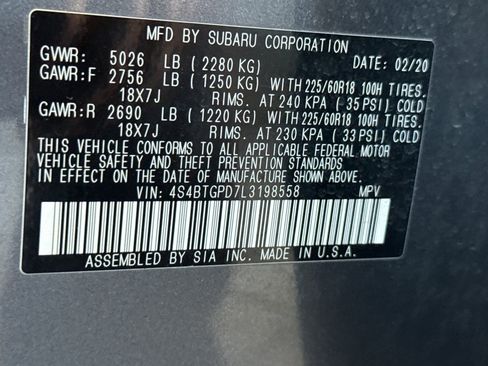 MFD BY SUBARU CORPORATION
GVWR: 5026 LB ( 2280 KG) DATE: 02/20
GAWR:F 2756 LB ( 1250 KG) WITH 225/60R18 100H TIRES,
18X7J RIMS, AT 240 KPA ( 35 PSI) COLD
GAWR:R 2690 LB ( 1220 KG) WITH 225/60R18 100H TIRES,
18X7J RIMS, AT 230 KPA ( 33 PSI) COLD
THIS VEHICLE CONFORMS TO ALL APPLICABLE FEDERAL MOTOR
VEHICLE SAFETY AND THEFT PREVENTION STANDARDS
IN EFFECT ON THE DATE OF MANUFACTURE SHOWN ABOVE.
VIN: 4S4BTGPD7L3198558 MPV
ASSEMBLED BY SIA INC. MADE IN U.S.A.